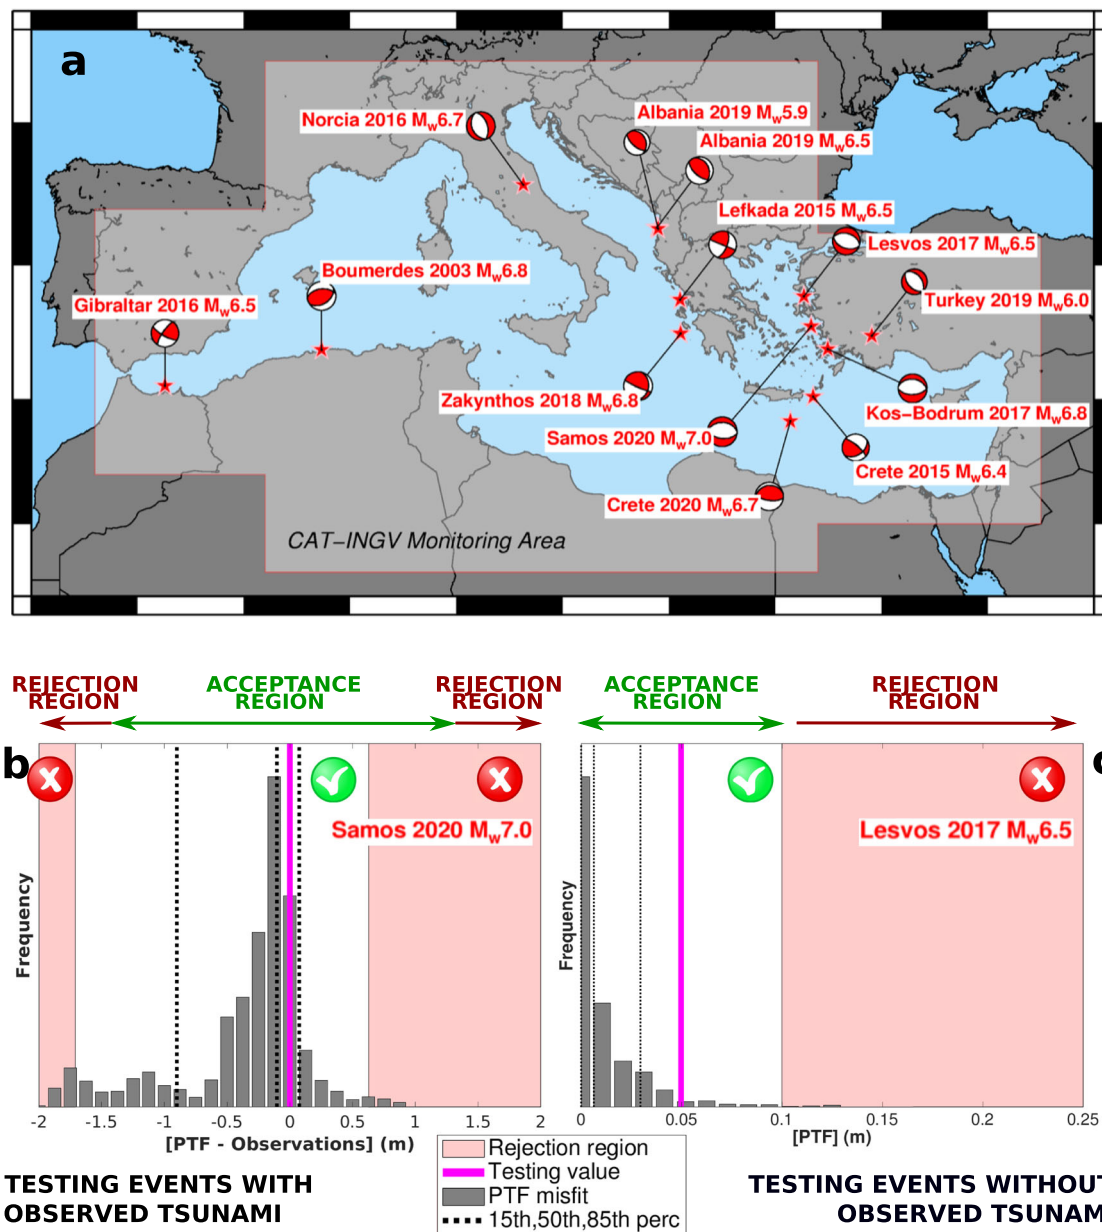 a
Norcia 2016 Mw6.7
Albania 2019 Mw5.9
Albania 2019 Mw6.5
Lefkada 2015 Mw6.5
Lesvos 2017 Mw6.5
Boumerdes 2003 Mw6.8
Gibraltar 2016 Mw6.5
Turkey 2019 Mw6.0
Zakynthos 2018 Mw6.8
Kos-Bodrum 2017 Mw6.8
Samos 2020 Mw7.0
Crete 2015 Mw6.4
Crete 2020 Mw6.7
CAT-INGV Monitoring Area
REJECTION
REGION
ACCEPTANCE
REGION
REJECTION
REGION
ACCEPTANCE
REGION
REJECTION
REGION
b
Samos 2020 Mw7.0
Frequency
-2 -1.5 -1 -0.5 0 0.5 1 1.5 2
[PTF - Observations] (m)
c
Lesvos 2017 Mw6.5
Frequency
0 0.05 0.1 0.15 0.2 0.25
[PTF] (m)
Rejection region
Testing value
PTF misfit
15th,50th,85th perc
TESTING EVENTS WITH
OBSERVED TSUNAMI
TESTING EVENTS WITHOUT
OBSERVED TSUNAM